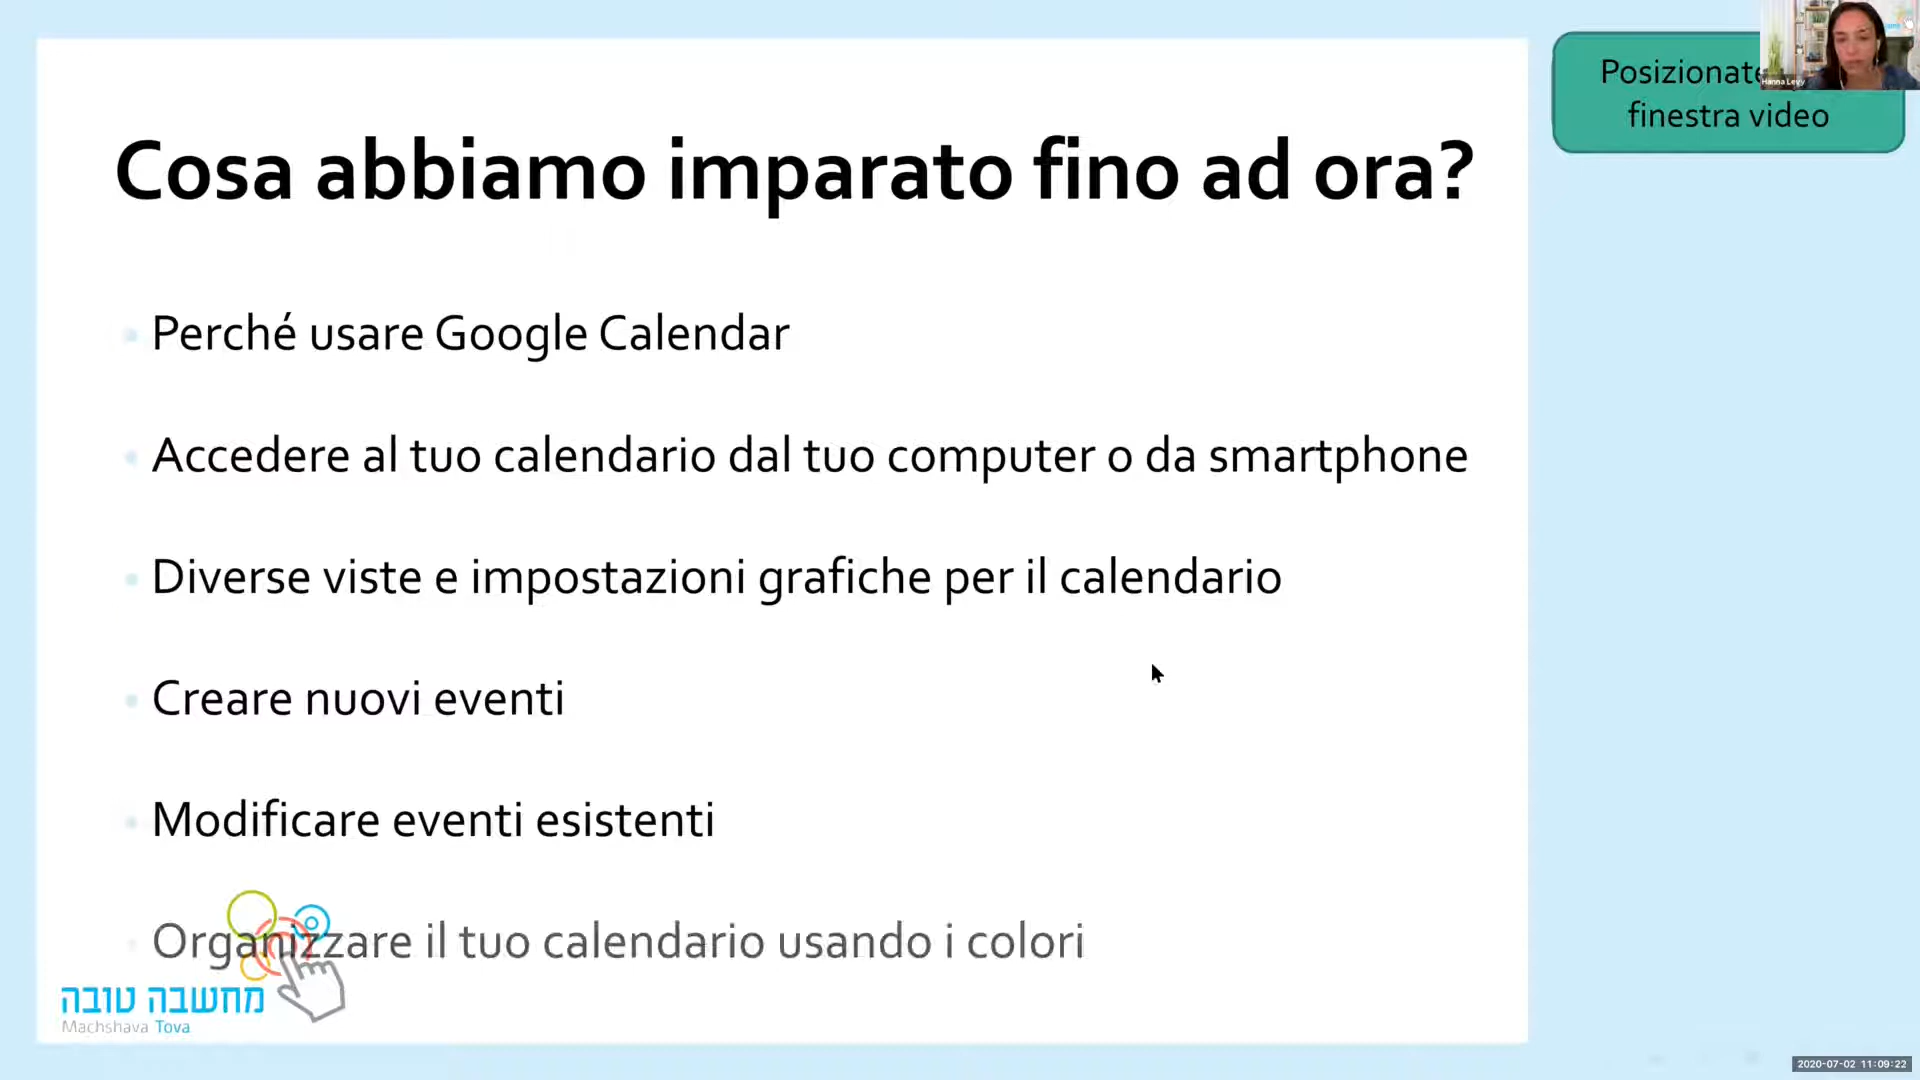 Posizionate
finestra video
Hanna Levy
Cosa abbiamo imparato fino ad ora?
Perché usare Google Calendar
Accedere al tuo calendario dal tuo computer o da smartphone
Diverse viste e impostazioni grafiche per il calendario
Creare nuovi eventi
Modificare eventi esistenti
Organizzare il tuo calendario usando i colori
מחשבה טובה
Machshava Tova
2020-07-02 11:09:22